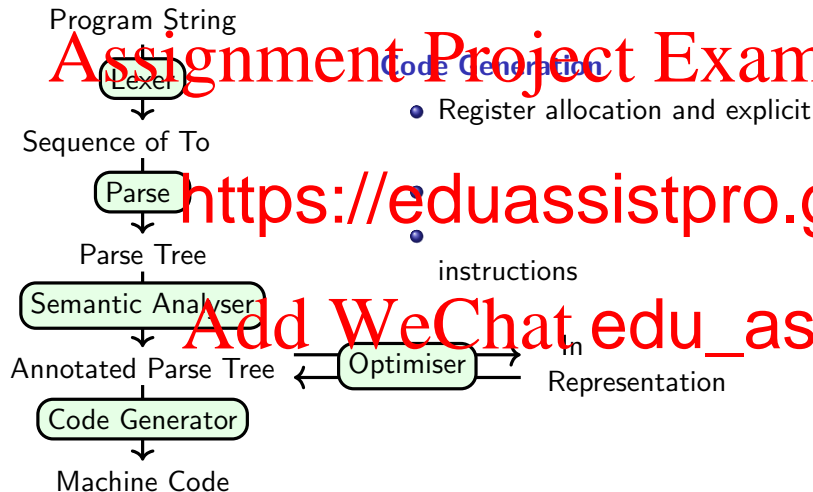 Program String
Assignment Project Exam
Lexer
Code Generation
Register allocation and explicit
Sequence of To
Parse
https://eduassistpro.g
Parse Tree
instructions
Semantic Analyser
Add WeChat edu_as
In
Annotated Parse Tree
Optimiser
Representation
Code Generator
Machine Code